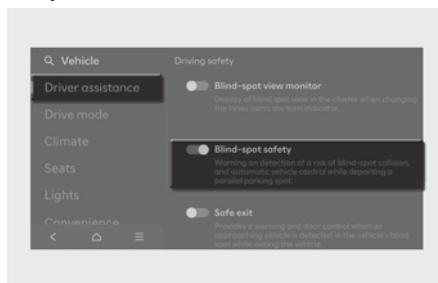 Vehicle
Driving safety
Driver assistance
Blind-spot view monitor
Display of blind spot view in the cluster when changing
the lanes using the turn indicator.
Drive mode
Climate
Blind-spot safety
Warning on detection of a risk of blind-spot collision,
and automatic vehicle control while departing a
parallel parking spot.
Seats
Lights
Safe exit
Convenience
Provides a warning and door control when an
approaching vehicle is detected in the vehicle's blind
spot while exiting the vehicle.